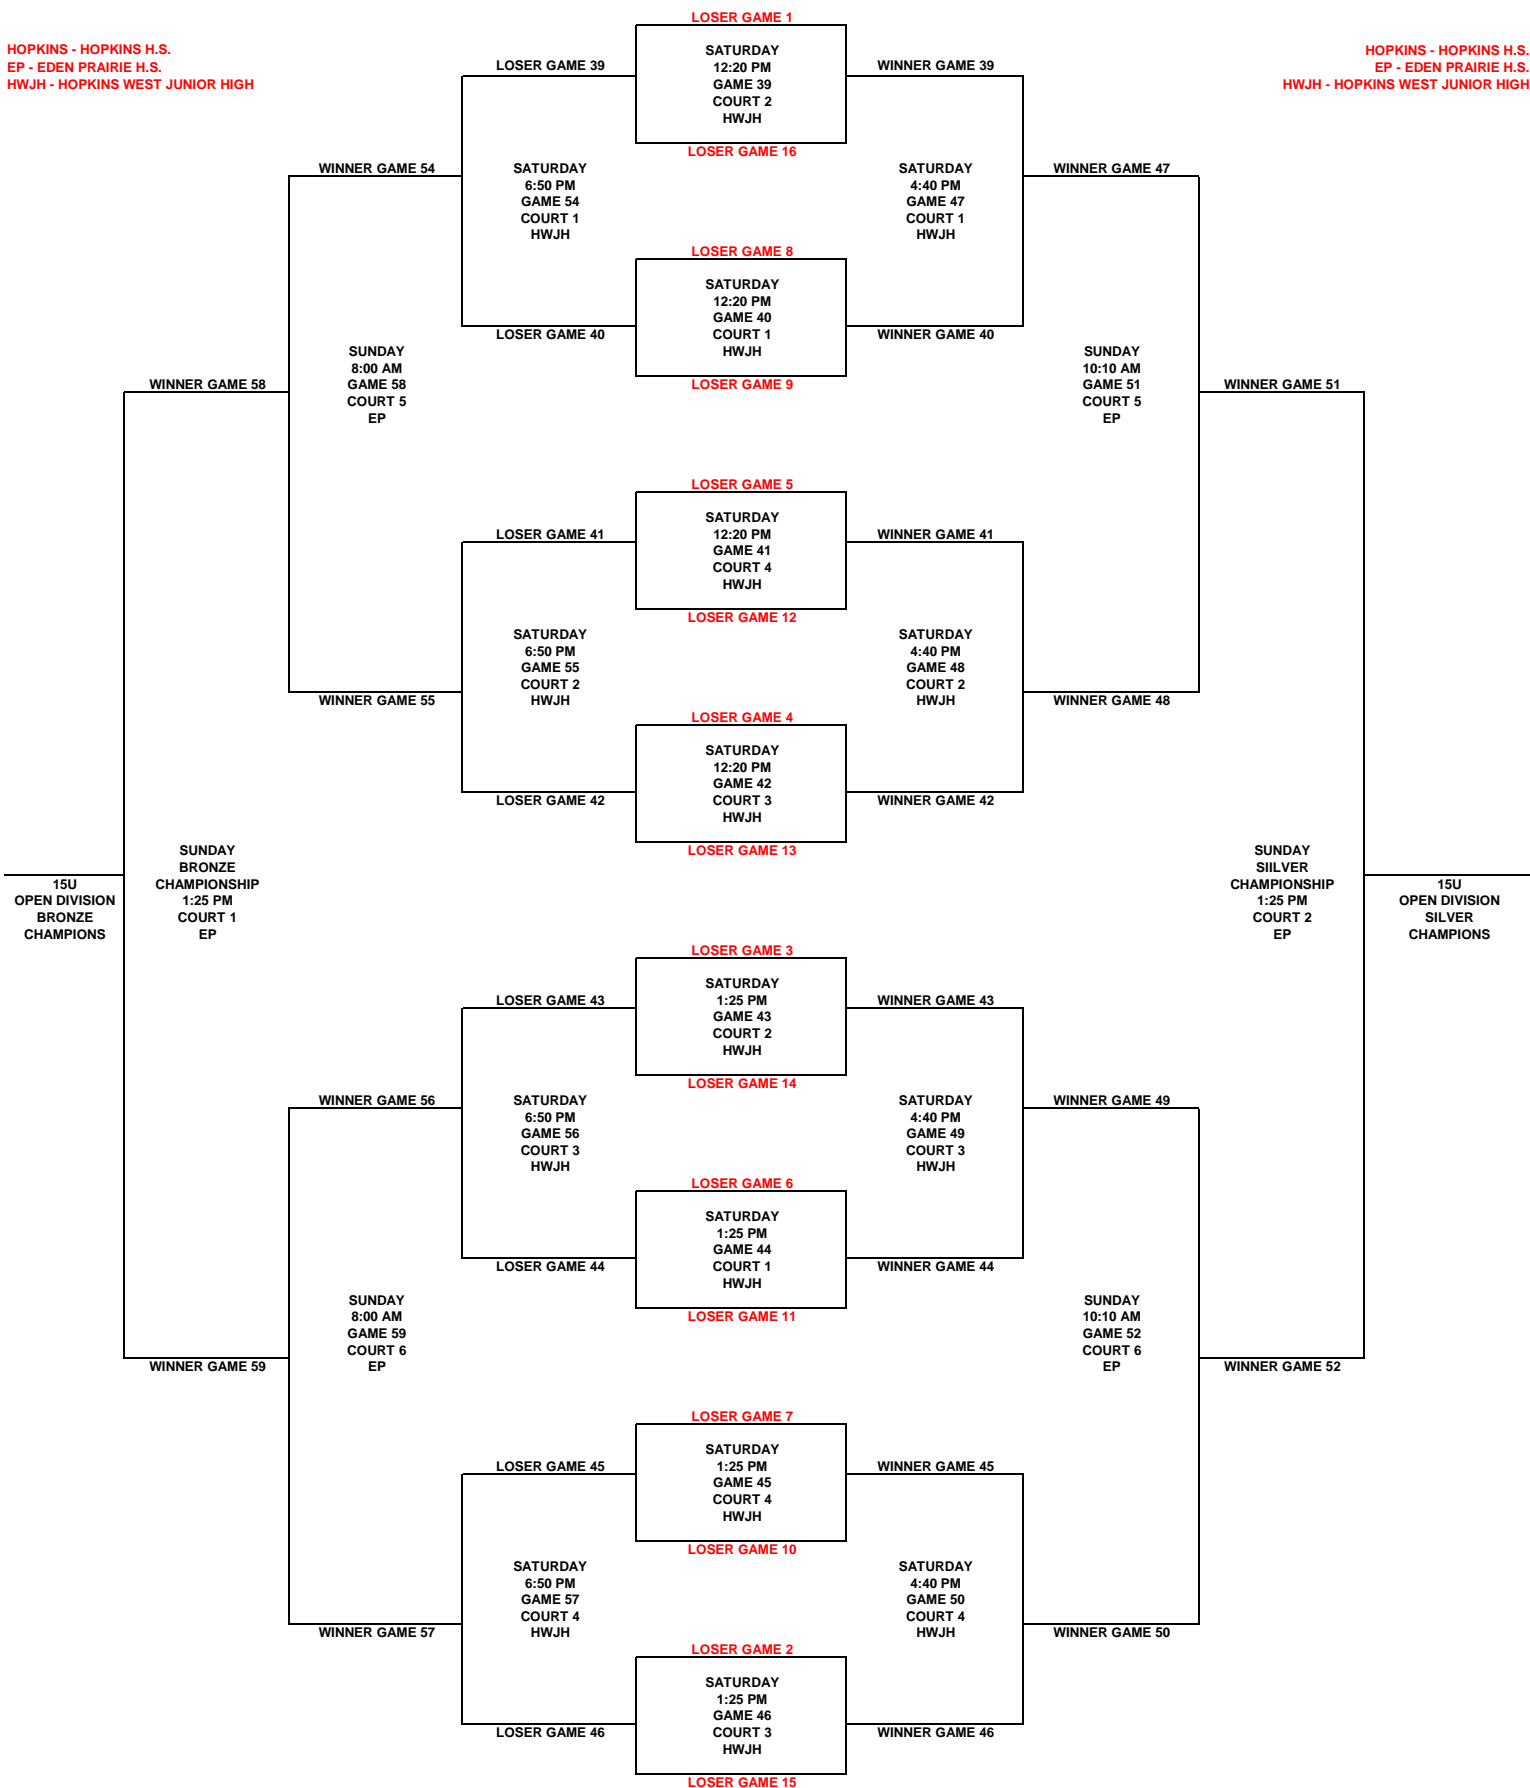 LOSER GAME 1
HOPKINS - HOPKINS H.S.
EP - EDEN PRAIRIE H.S.
HWJH - HOPKINS WEST JUNIOR HIGH
HOPKINS - HOPKINS H.S.
EP - EDEN PRAIRIE H.S.
HWJH - HOPKINS WEST JUNIOR HIGH
LOSER GAME 39
SATURDAY
12:20 PM
GAME 39
COURT 2
HWJH
WINNER GAME 39
LOSER GAME 16
WINNER GAME 54
SATURDAY
6:50 PM
GAME 54
COURT 1
HWJH
SATURDAY
4:40 PM
GAME 47
COURT 1
HWJH
WINNER GAME 47
LOSER GAME 8
SATURDAY
12:20 PM
GAME 40
COURT 1
HWJH
LOSER GAME 40
WINNER GAME 40
LOSER GAME 9
SUNDAY
8:00 AM
GAME 58
COURT 5
EP
SUNDAY
10:10 AM
GAME 51
COURT 5
EP
WINNER GAME 58
WINNER GAME 51
LOSER GAME 5
LOSER GAME 41
SATURDAY
12:20 PM
GAME 41
COURT 4
HWJH
WINNER GAME 41
LOSER GAME 12
SATURDAY
6:50 PM
GAME 55
COURT 2
HWJH
SATURDAY
4:40 PM
GAME 48
COURT 2
HWJH
WINNER GAME 55
WINNER GAME 48
LOSER GAME 4
SATURDAY
12:20 PM
GAME 42
COURT 3
HWJH
LOSER GAME 42
WINNER GAME 42
LOSER GAME 13
SUNDAY
BRONZE
CHAMPIONSHIP
1:25 PM
COURT 1
EP
SUNDAY
SIILVER
CHAMPIONSHIP
1:25 PM
COURT 2
EP
15U
OPEN DIVISION
BRONZE
CHAMPIONS
15U
OPEN DIVISION
SILVER
CHAMPIONS
LOSER GAME 3
LOSER GAME 43
SATURDAY
1:25 PM
GAME 43
COURT 2
HWJH
WINNER GAME 43
LOSER GAME 14
WINNER GAME 56
SATURDAY
6:50 PM
GAME 56
COURT 3
HWJH
SATURDAY
4:40 PM
GAME 49
COURT 3
HWJH
WINNER GAME 49
LOSER GAME 6
SATURDAY
1:25 PM
GAME 44
COURT 1
HWJH
LOSER GAME 44
WINNER GAME 44
LOSER GAME 11
SUNDAY
8:00 AM
GAME 59
COURT 6
EP
SUNDAY
10:10 AM
GAME 52
COURT 6
EP
WINNER GAME 59
WINNER GAME 52
LOSER GAME 7
LOSER GAME 45
SATURDAY
1:25 PM
GAME 45
COURT 4
HWJH
WINNER GAME 45
LOSER GAME 10
SATURDAY
6:50 PM
GAME 57
COURT 4
HWJH
SATURDAY
4:40 PM
GAME 50
COURT 4
HWJH
WINNER GAME 57
WINNER GAME 50
LOSER GAME 2
SATURDAY
1:25 PM
GAME 46
COURT 3
HWJH
LOSER GAME 46
WINNER GAME 46
LOSER GAME 15